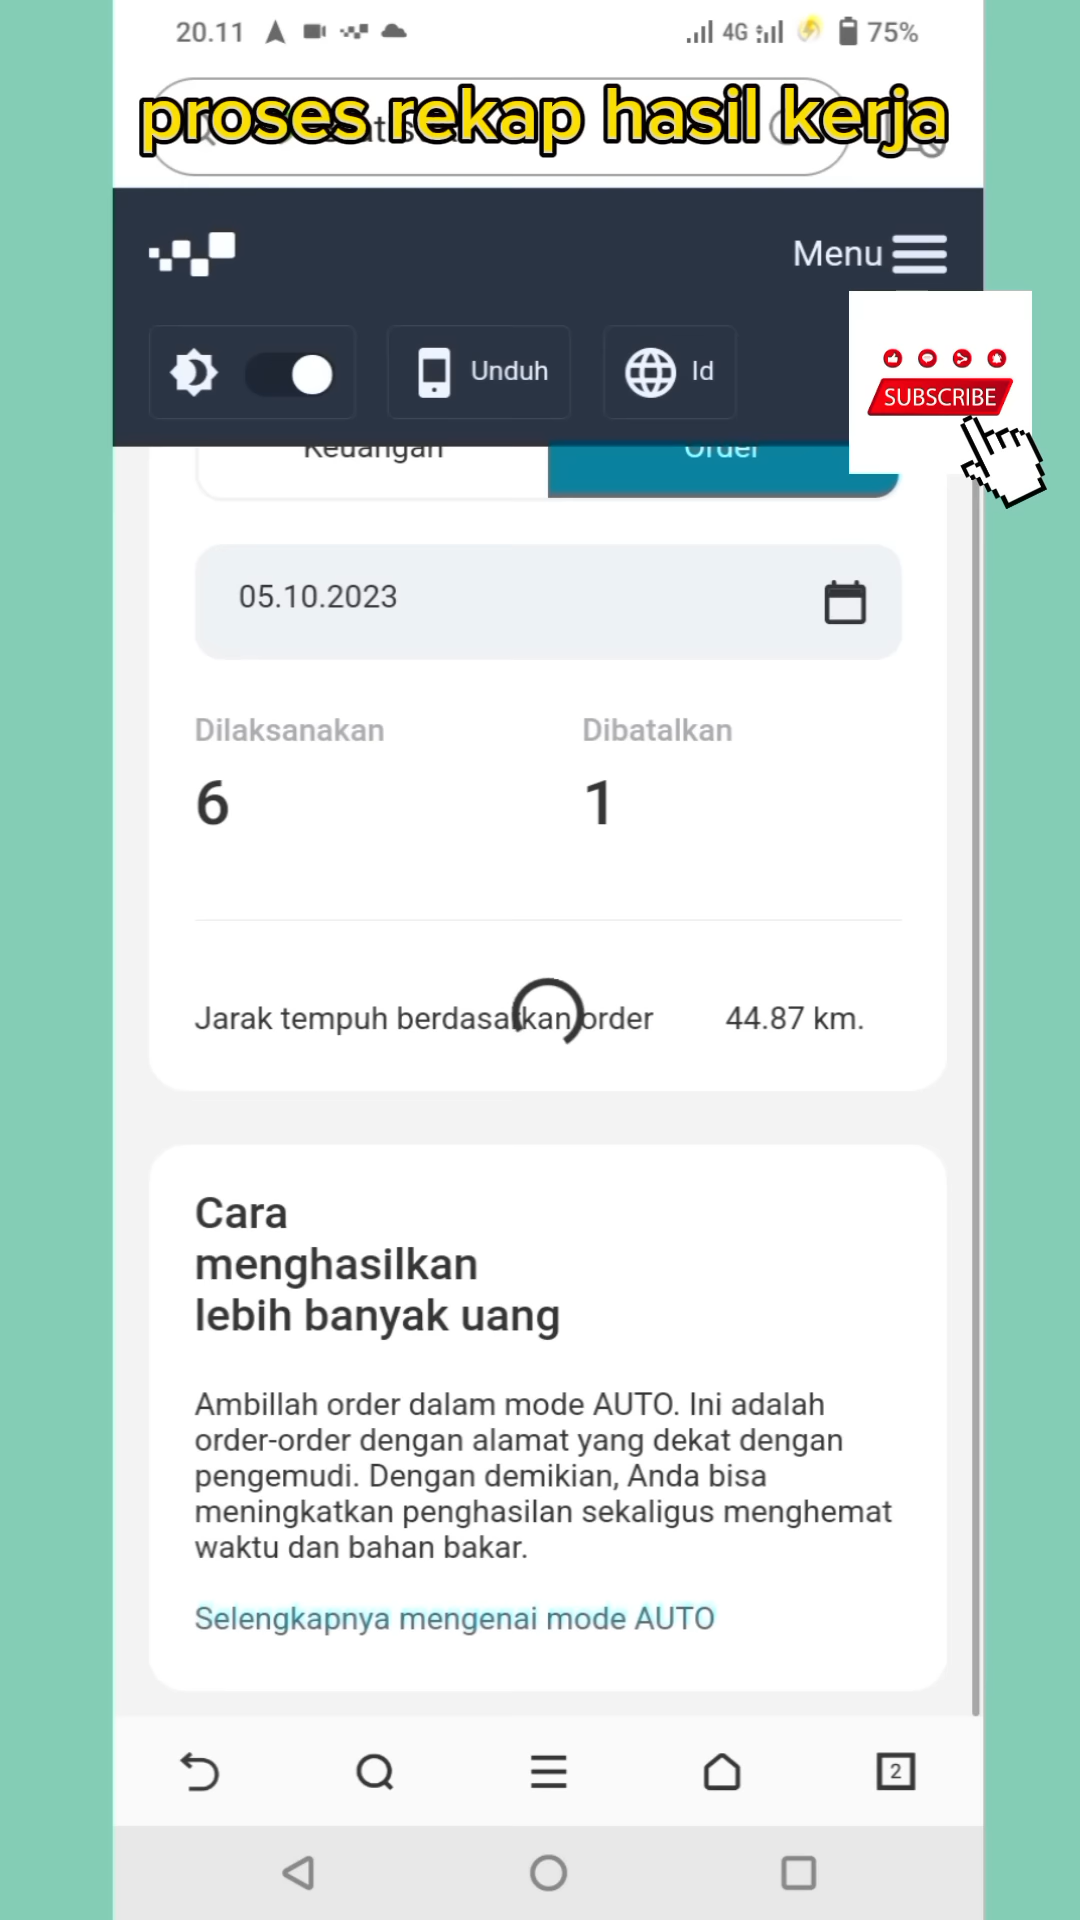 20.11
4G
75%
proses rekap hasil kerja
Menu
Unduh
Id
SUBSCRIBE
Keuangan
Order
05.10.2023
Dilaksanakan
Dibatalkan
6
1
Jarak tempuh berdasarkan order
44.87 km.
Cara
menghasilkan
lebih banyak uang
Ambillah order dalam mode AUTO. Ini adalah
order-order dengan alamat yang dekat dengan
pengemudi. Dengan demikian, Anda bisa
meningkatkan penghasilan sekaligus menghemat
waktu dan bahan bakar.
Selengkapnya mengenai mode AUTO
2